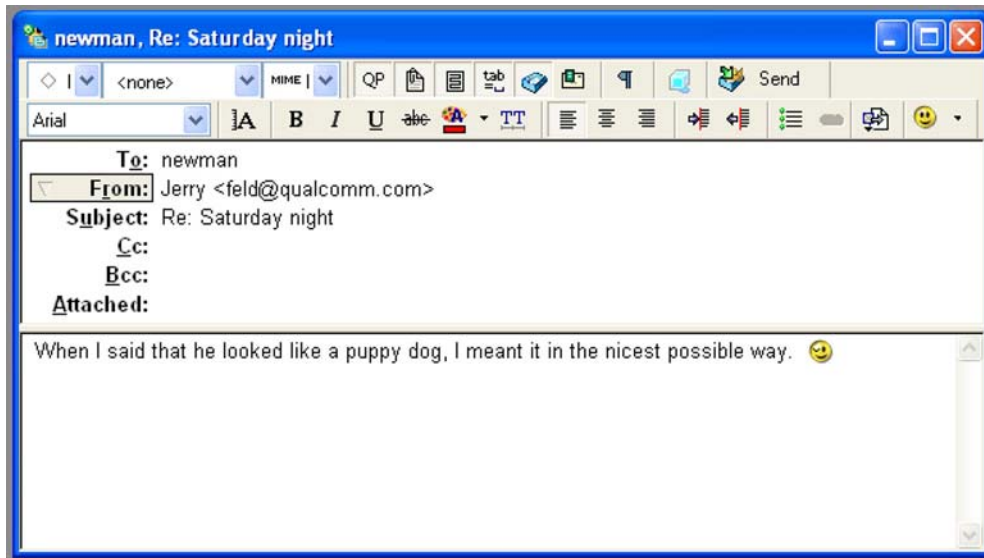 newman, Re: Saturday night
<none> MIME QP tab Send
Arial A B I U abc A TT
To: newman
From: Jerry <feld@qualcomm.com>
Subject: Re: Saturday night
Cc:
Bcc:
Attached:
When I said that he looked like a puppy dog, I meant it in the nicest possible way.